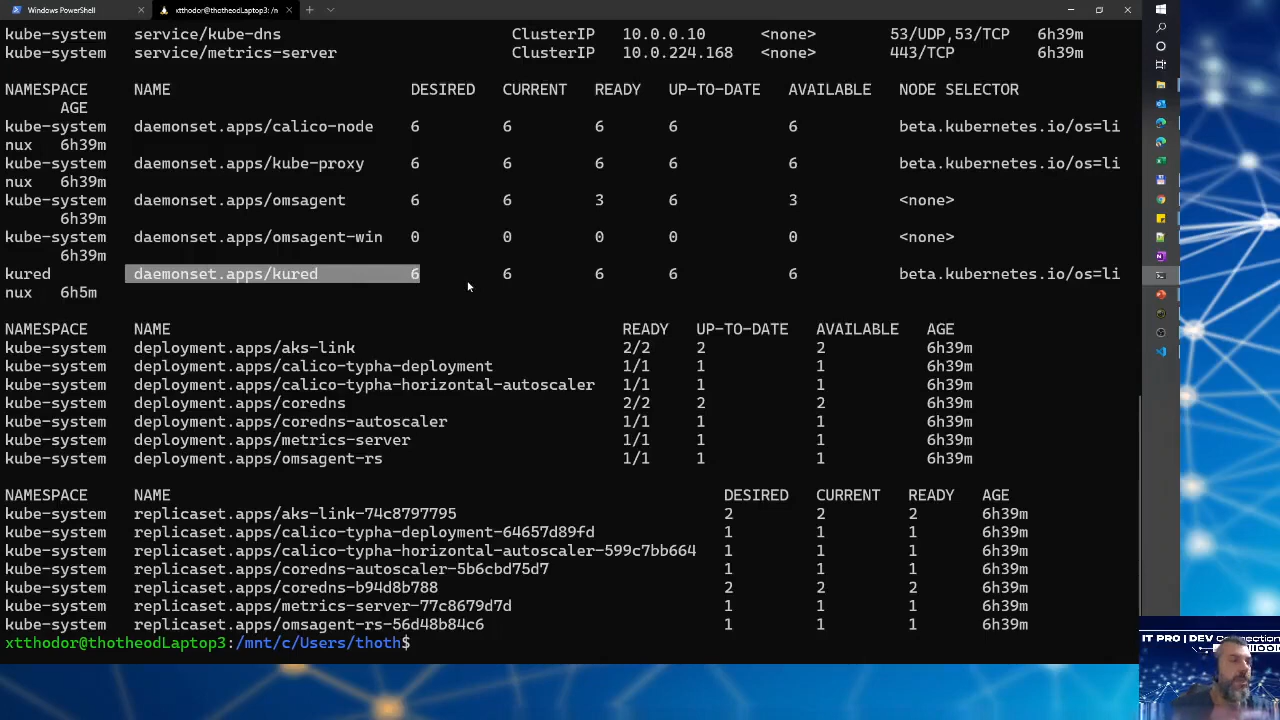 Windows PowerShell
xtthodor@thotheodLaptop3: /n
kube-system service/kube-dns ClusterIP 10.0.0.10 <none> 53/UDP,53/TCP 6h39m
kube-system service/metrics-server ClusterIP 10.0.224.168 <none> 443/TCP 6h39m
NAMESPACE NAME DESIRED CURRENT READY UP-TO-DATE AVAILABLE NODE SELECTOR
AGE
kube-system daemonset.apps/calico-node 6 6 6 6 6 beta.kubernetes.io/os=li
nux 6h39m
kube-system daemonset.apps/kube-proxy 6 6 6 6 6 beta.kubernetes.io/os=li
nux 6h39m
kube-system daemonset.apps/omsagent 6 6 3 6 3 <none>
6h39m
kube-system daemonset.apps/omsagent-win 0 0 0 0 0 <none>
6h39m
kured daemonset.apps/kured 6 6 6 6 6 beta.kubernetes.io/os=li
nux 6h5m
NAMESPACE NAME READY UP-TO-DATE AVAILABLE AGE
kube-system deployment.apps/aks-link 2/2 2 2 6h39m
kube-system deployment.apps/calico-typha-deployment 1/1 1 1 6h39m
kube-system deployment.apps/calico-typha-horizontal-autoscaler 1/1 1 1 6h39m
kube-system deployment.apps/coredns 2/2 2 2 6h39m
kube-system deployment.apps/coredns-autoscaler 1/1 1 1 6h39m
kube-system deployment.apps/metrics-server 1/1 1 1 6h39m
kube-system deployment.apps/omsagent-rs 1/1 1 1 6h39m
NAMESPACE NAME DESIRED CURRENT READY AGE
kube-system replicaset.apps/aks-link-74c8797795 2 2 2 6h39m
kube-system replicaset.apps/calico-typha-deployment-64657d89fd 1 1 1 6h39m
kube-system replicaset.apps/calico-typha-horizontal-autoscaler-599c7bb664 1 1 1 6h39m
kube-system replicaset.apps/coredns-autoscaler-5b6cbd75d7 1 1 1 6h39m
kube-system replicaset.apps/coredns-b94d8b788 2 2 2 6h39m
kube-system replicaset.apps/metrics-server-77c8679d7d 1 1 1 6h39m
kube-system replicaset.apps/omsagent-rs-56d48b84c6 1 1 1 6h39m
xtthodor@thotheodLaptop3:/mnt/c/Users/thoth$
IT PRO | DEV Connection